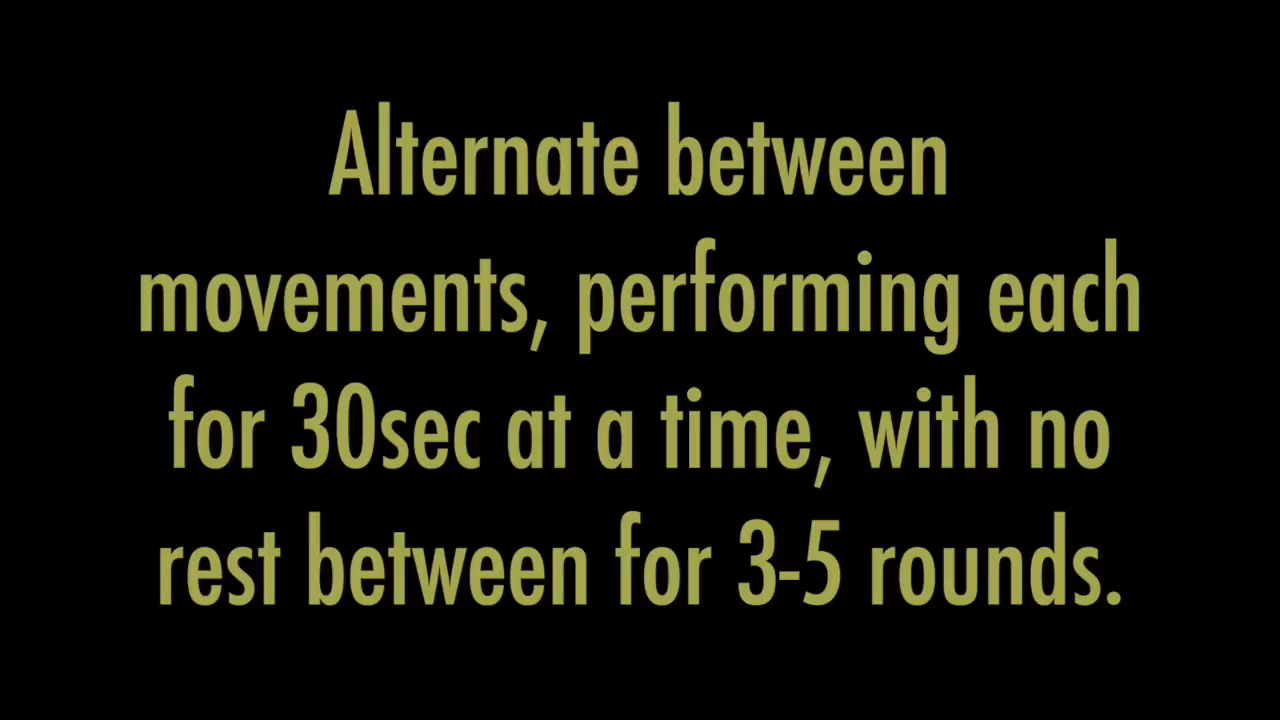 Alternate between
movements, performing each
for 30sec at a time, with no
rest between for 3-5 rounds.